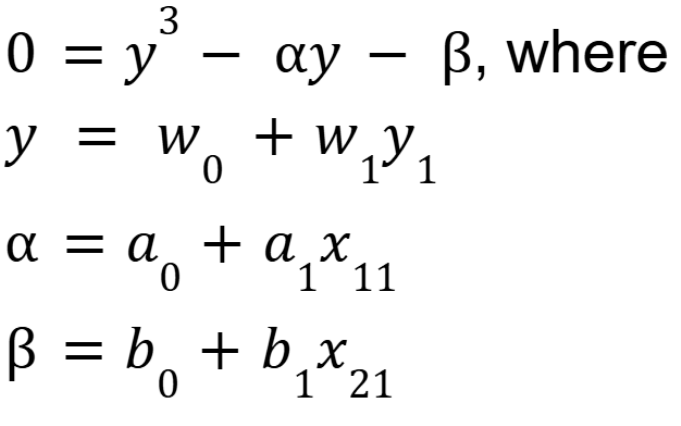 0 = y³ − αy − β, where
y = w₀ + w₁y₁
α = a₀ + a₁x₁₁
β = b₀ + b₁x₂₁